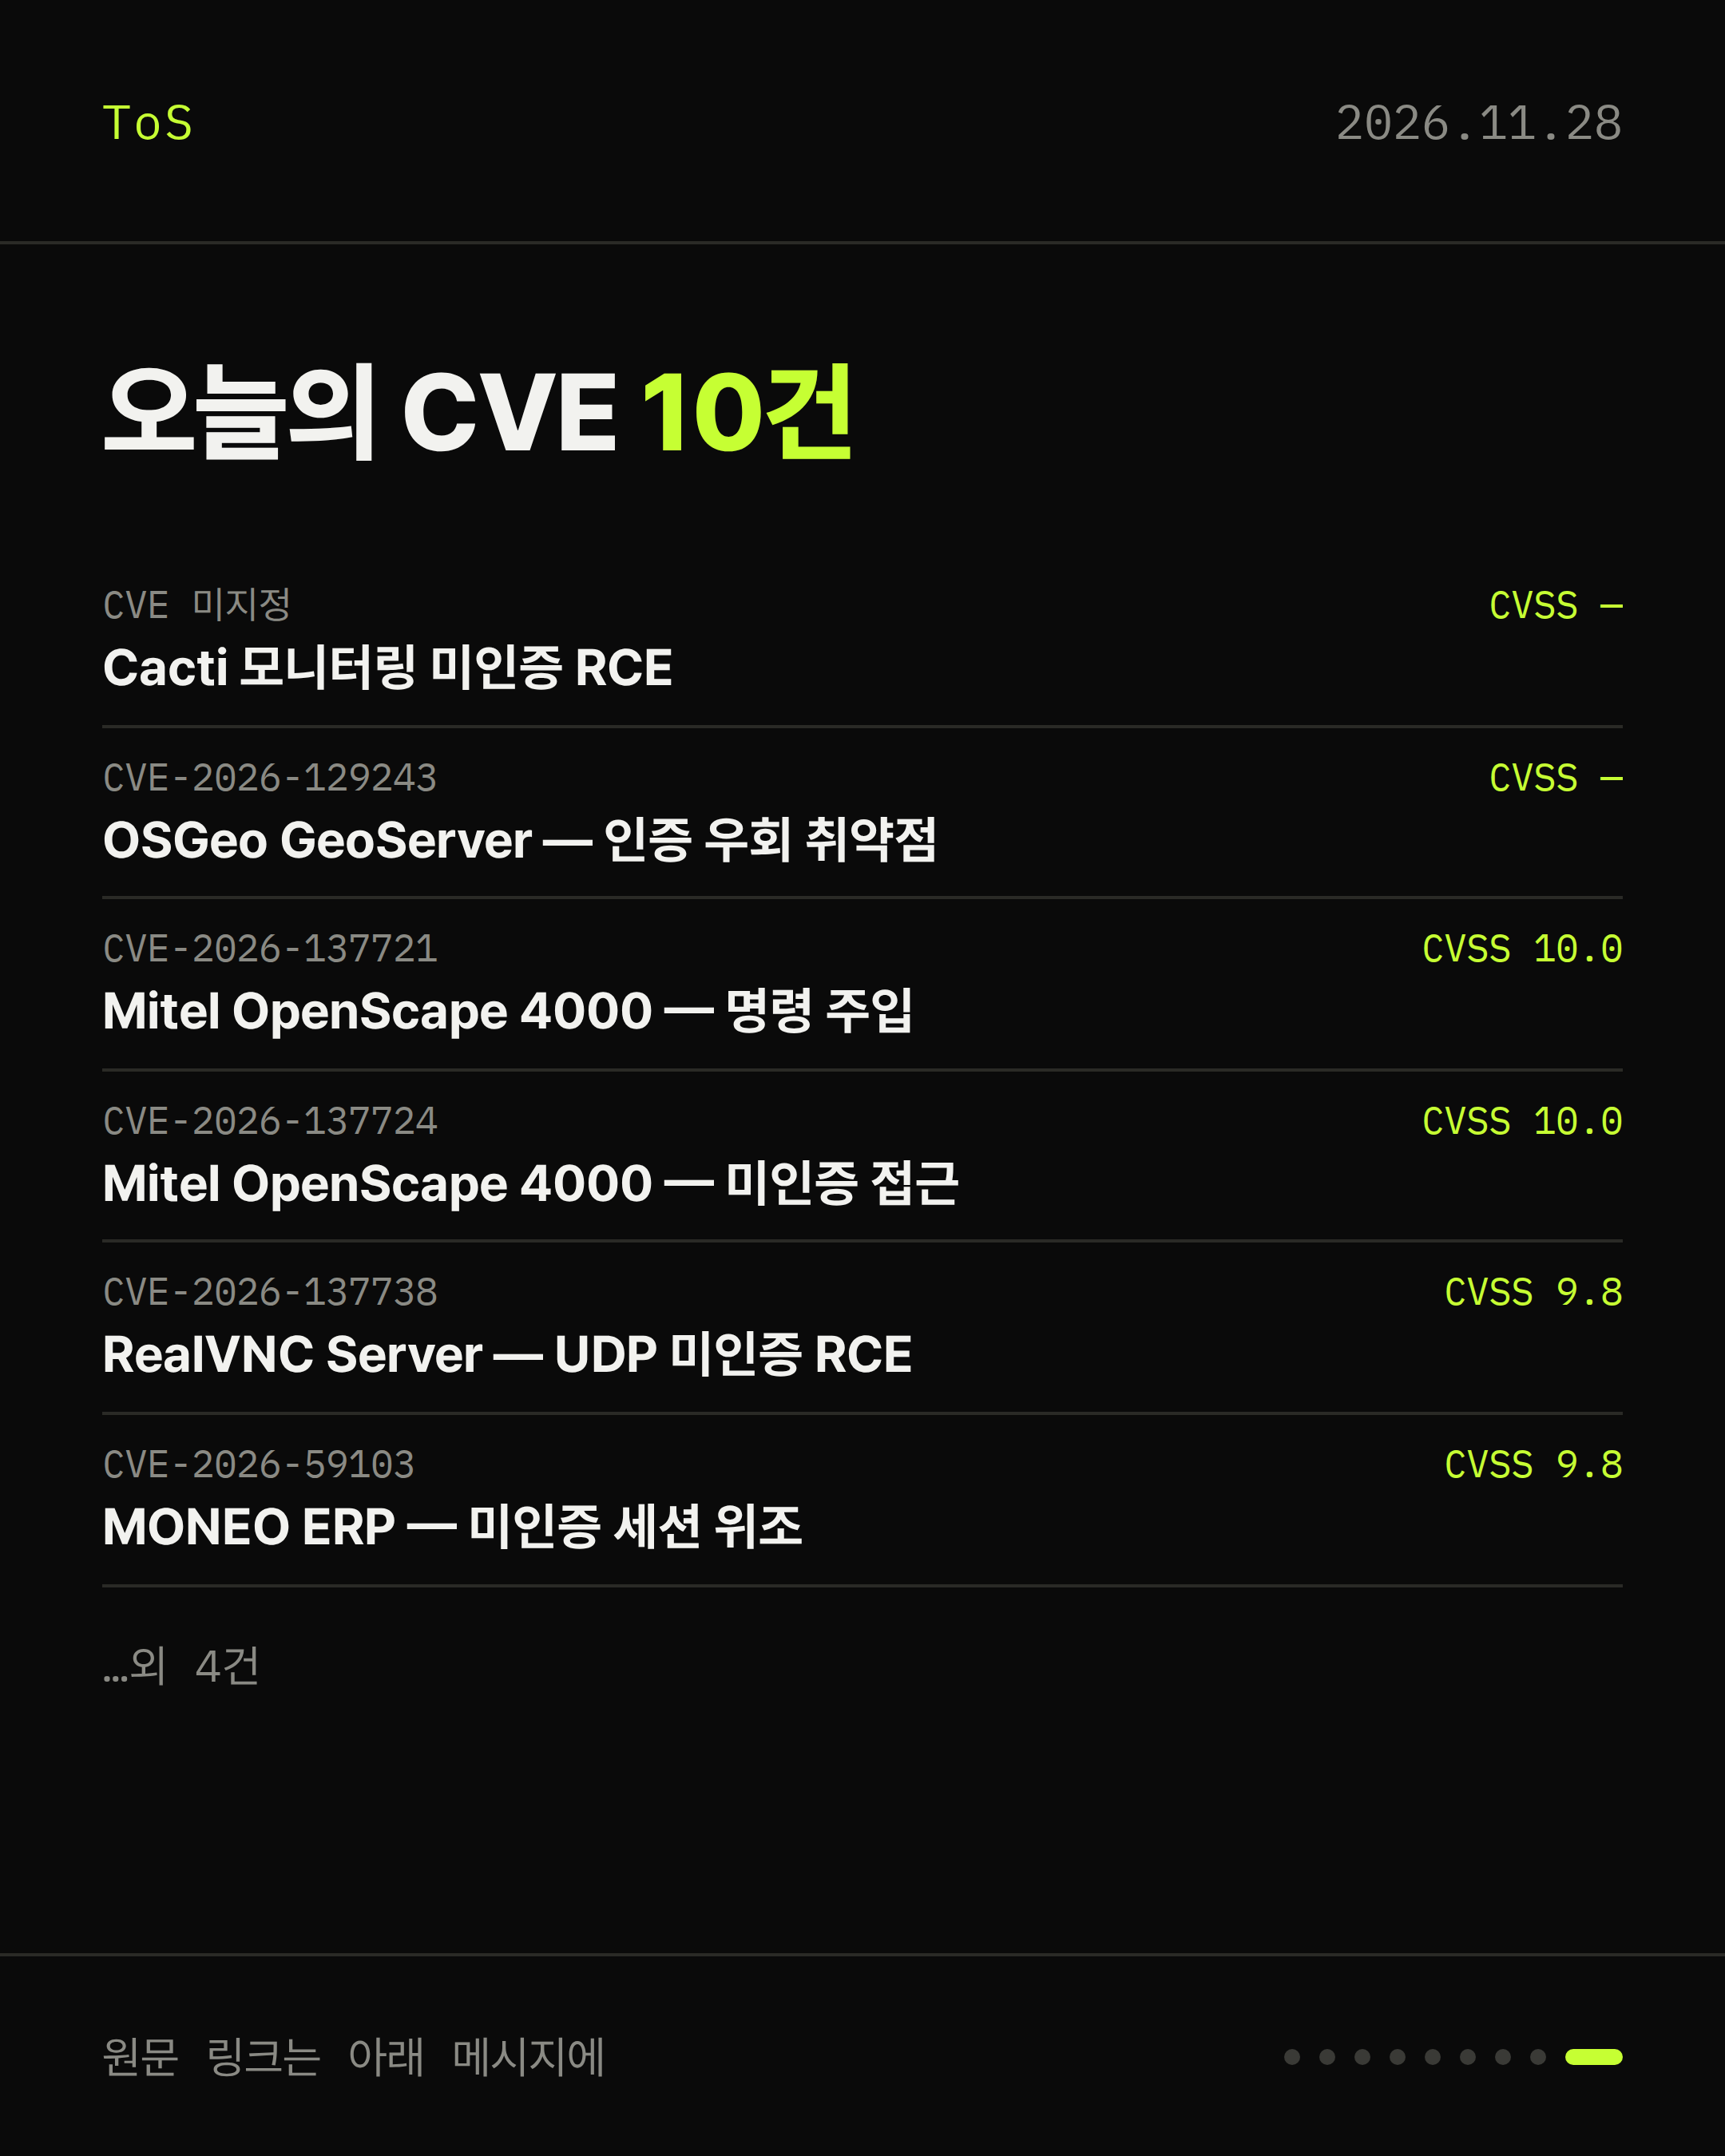 ToS
2026.11.28
오늘의 CVE 10건
CVE 미지정
CVSS —
Cacti 모니터링 미인증 RCE
CVE-2026-129243
CVSS —
OSGeo GeoServer — 인증 우회 취약점
CVE-2026-137721
CVSS 10.0
Mitel OpenScape 4000 — 명령 주입
CVE-2026-137724
CVSS 10.0
Mitel OpenScape 4000 — 미인증 접근
CVE-2026-137738
CVSS 9.8
RealVNC Server — UDP 미인증 RCE
CVE-2026-59103
CVSS 9.8
MONEO ERP — 미인증 세션 위조
…외 4건
원문 링크는 아래 메시지에